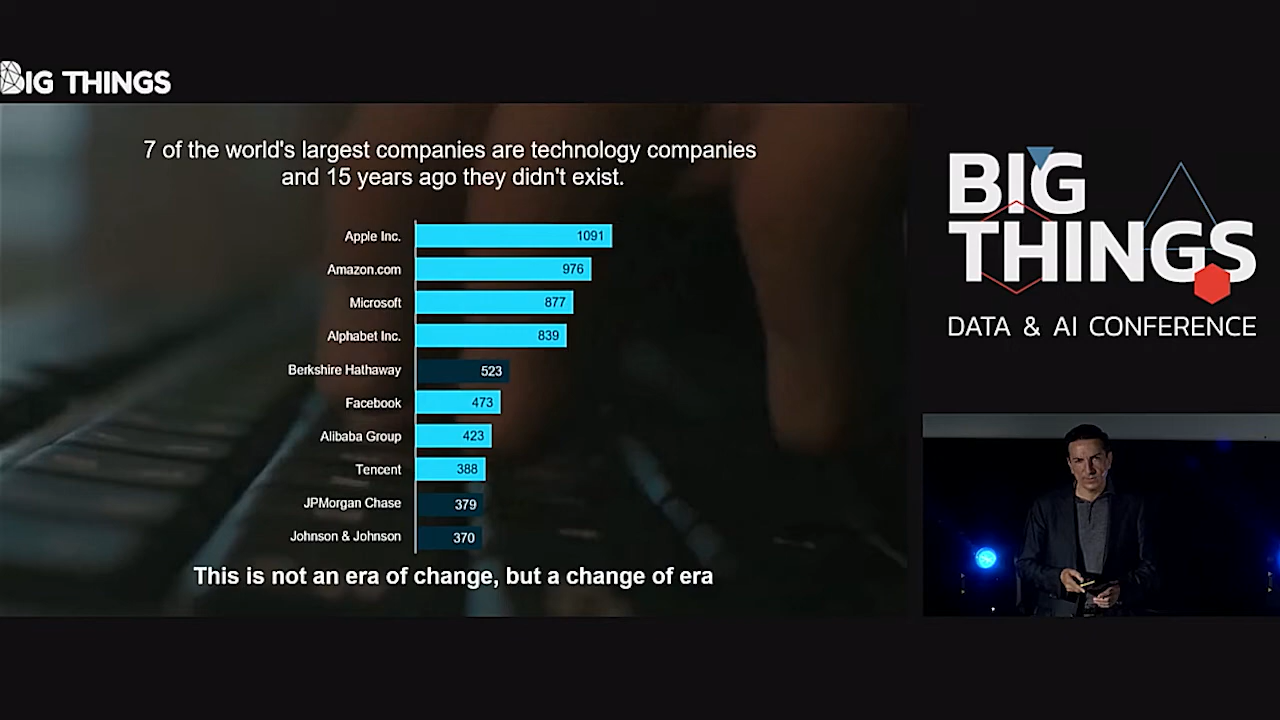 BIG THINGS
7 of the world's largest companies are technology companies
and 15 years ago they didn't exist.
Apple Inc. 1091
Amazon.com 976
Microsoft 877
Alphabet Inc. 839
Berkshire Hathaway 523
Facebook 473
Alibaba Group 423
Tencent 388
JPMorgan Chase 379
Johnson & Johnson 370
This is not an era of change, but a change of era
BIG
THINGS
DATA & AI CONFERENCE